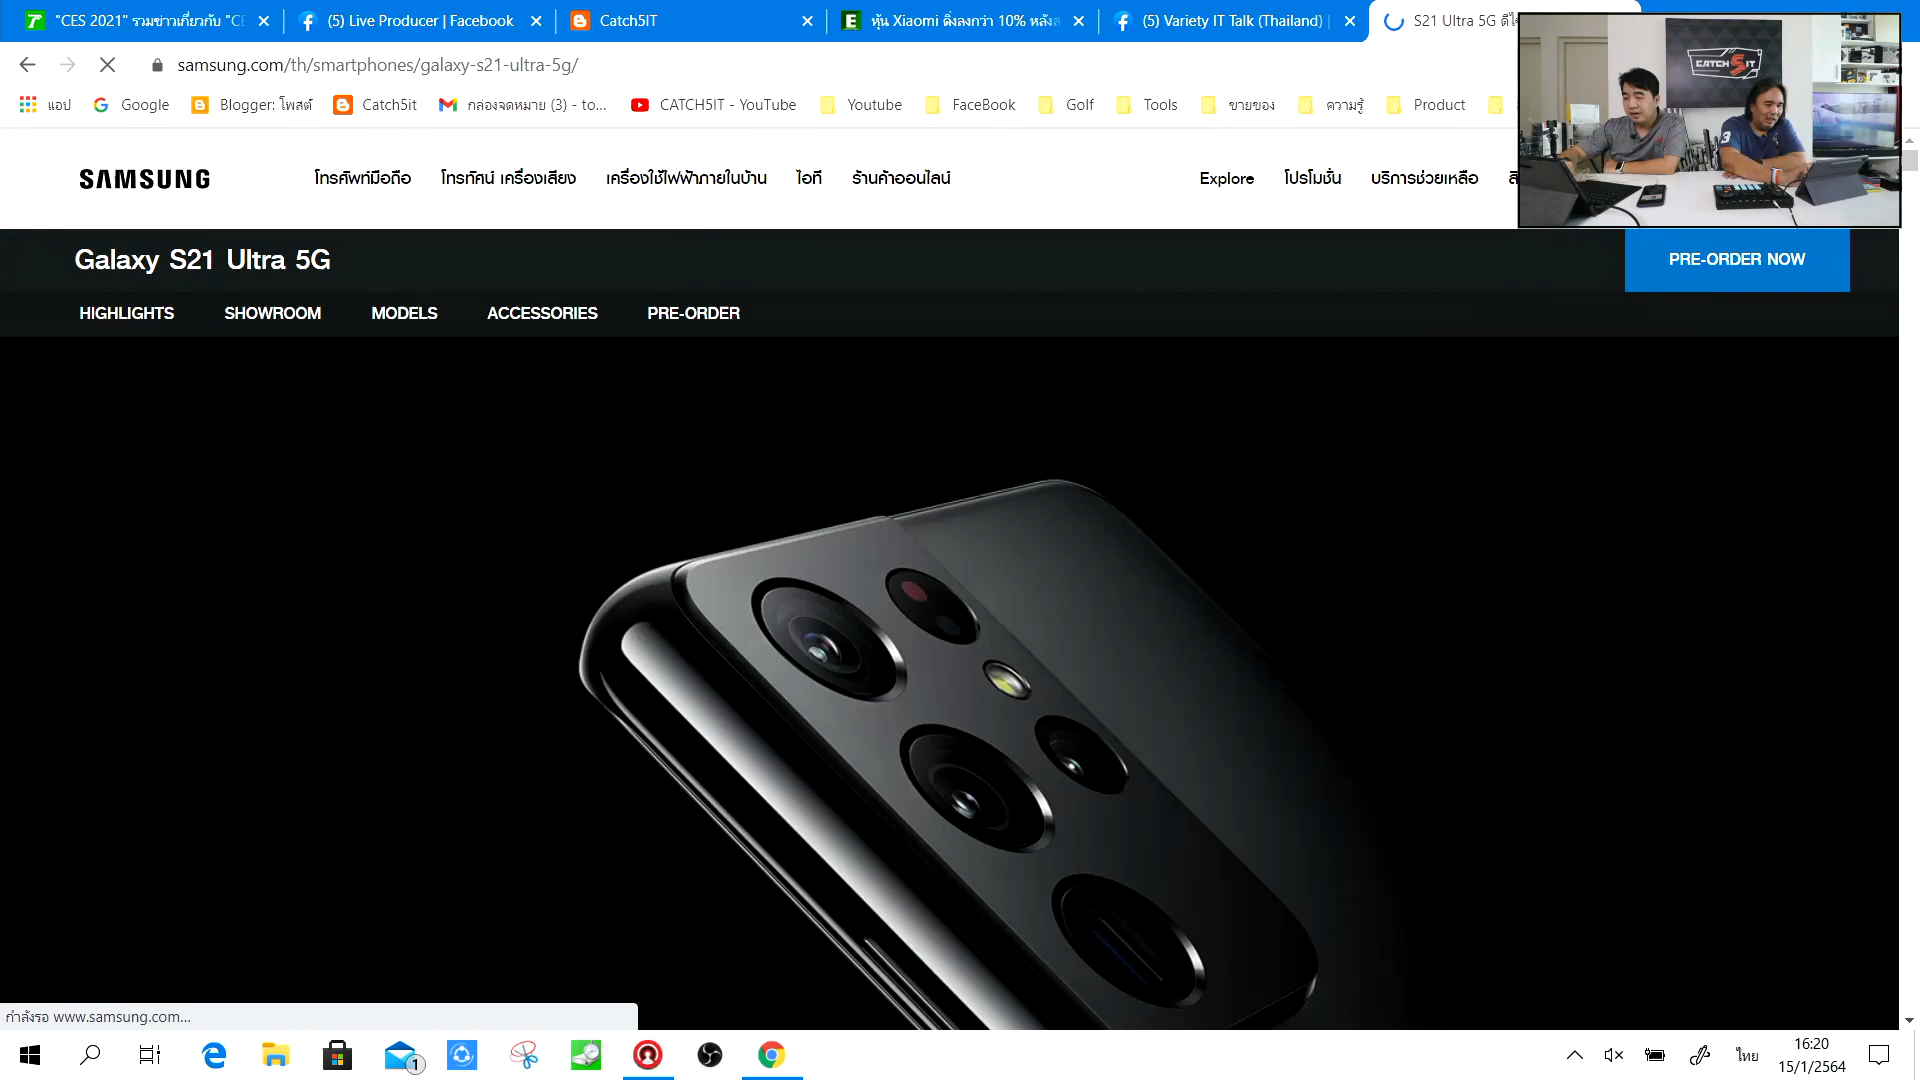 "CES 2021" รวมข่าวเกี่ยวกับ "CE
(5) Live Producer | Facebook
Catch5IT
หุ้น Xiaomi ดิ่งลงกว่า 10% หลังส
(5) Variety IT Talk (Thailand) |
S21 Ultra 5G ดีไซ
samsung.com/th/smartphones/galaxy-s21-ultra-5g/
แอป
Google
Blogger: โพสต์
Catch5it
กล่องจดหมาย (3) - to...
CATCH5IT - YouTube
Youtube
FaceBook
Golf
Tools
ขายของ
ความรู้
Product
CATCH5IT
3
SAMSUNG
โทรศัพท์มือถือ
โทรทัศน์ เครื่องเสียง
เครื่องใช้ไฟฟ้าภายในบ้าน
ไอที
ร้านค้าออนไลน์
Explore
โปรโมชั่น
บริการช่วยเหลือ
Galaxy S21 Ultra 5G
PRE-ORDER NOW
HIGHLIGHTS
SHOWROOM
MODELS
ACCESSORIES
PRE-ORDER
กำลังรอ www.samsung.com...
1
ไทย
16:20
15/1/2564